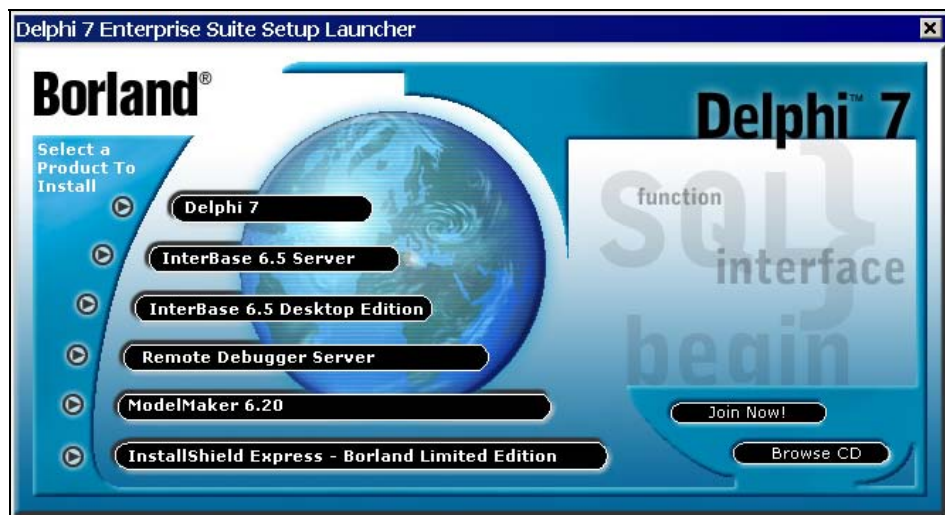 Delphi 7 Enterprise Suite Setup Launcher
Borland®
Delphi™ 7
Select a
Product To
Install
Delphi 7
InterBase 6.5 Server
InterBase 6.5 Desktop Edition
Remote Debugger Server
ModelMaker 6.20
InstallShield Express - Borland Limited Edition
function
SQL}
interface
begin
Join Now!
Browse CD